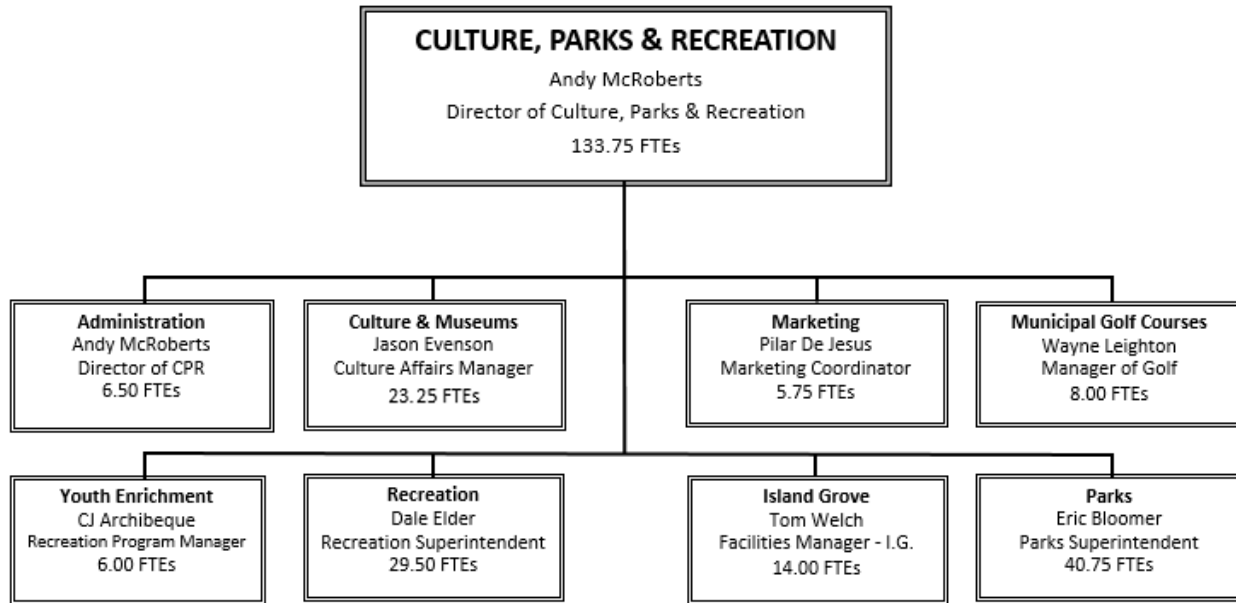 CULTURE, PARKS & RECREATION
Andy McRoberts
Director of Culture, Parks & Recreation
133.75 FTEs
Administration
Andy McRoberts
Director of CPR
6.50 FTEs
Culture & Museums
Jason Evenson
Culture Affairs Manager
23.25 FTEs
Marketing
Pilar De Jesus
Marketing Coordinator
5.75 FTEs
Municipal Golf Courses
Wayne Leighton
Manager of Golf
8.00 FTEs
Youth Enrichment
CJ Archibeque
Recreation Program Manager
6.00 FTEs
Recreation
Dale Elder
Recreation Superintendent
29.50 FTEs
Island Grove
Tom Welch
Facilities Manager - I.G.
14.00 FTEs
Parks
Eric Bloomer
Parks Superintendent
40.75 FTEs